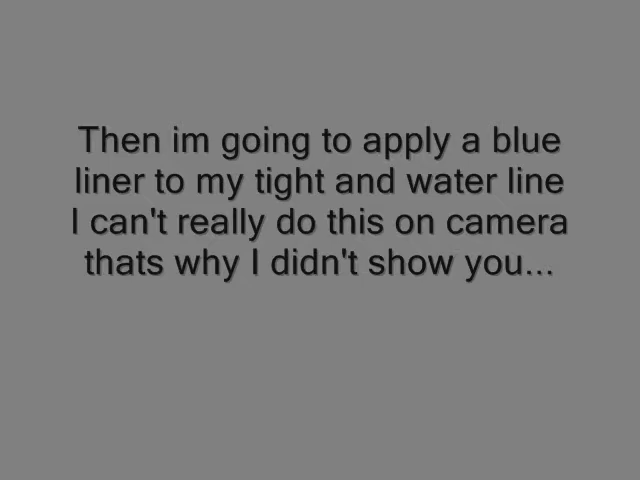 Then im going to apply a blue
liner to my tight and water line
I can't really do this on camera
thats why I didn't show you...